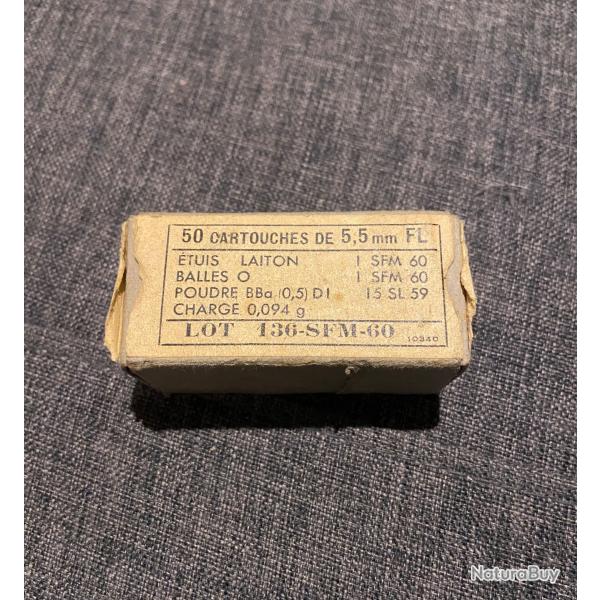 50 CARTOUCHES DE 5,5 mm FL
ÉTUIS LAITON 1 SFM 60
BALLES O 1 SFM 60
POUDRE BBa (0,5) D1 15 SL 59
CHARGE 0,094 g
LOT 136-SFM-60
10340
NaturaBuy